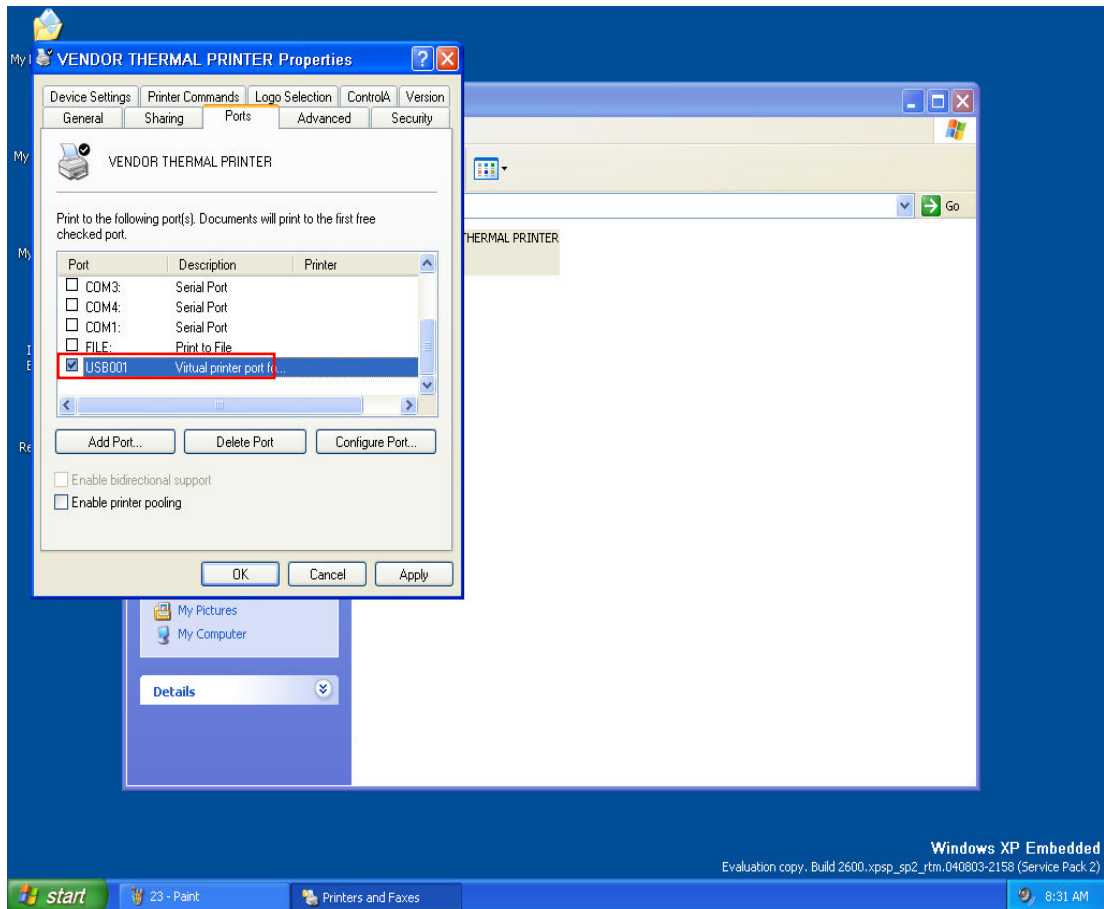 My
VENDOR THERMAL PRINTER Properties
Device Settings Printer Commands Logo Selection ControlA Version
General Sharing Ports Advanced Security
My
VENDOR THERMAL PRINTER
Go
Print to the following port(s). Documents will print to the first free
checked port.
THERMAL PRINTER
My
Port Description Printer
COM3: Serial Port
COM4: Serial Port
COM1: Serial Port
FILE: Print to File
USB001 Virtual printer port fo...
Add Port... Delete Port Configure Port...
Re
Enable bidirectional support
Enable printer pooling
OK Cancel Apply
My Pictures
My Computer
Details
Windows XP Embedded
Evaluation copy. Build 2600.xpsp_sp2_rtm.040803-2158 (Service Pack 2)
start 23 - Paint Printers and Faxes 8:31 AM